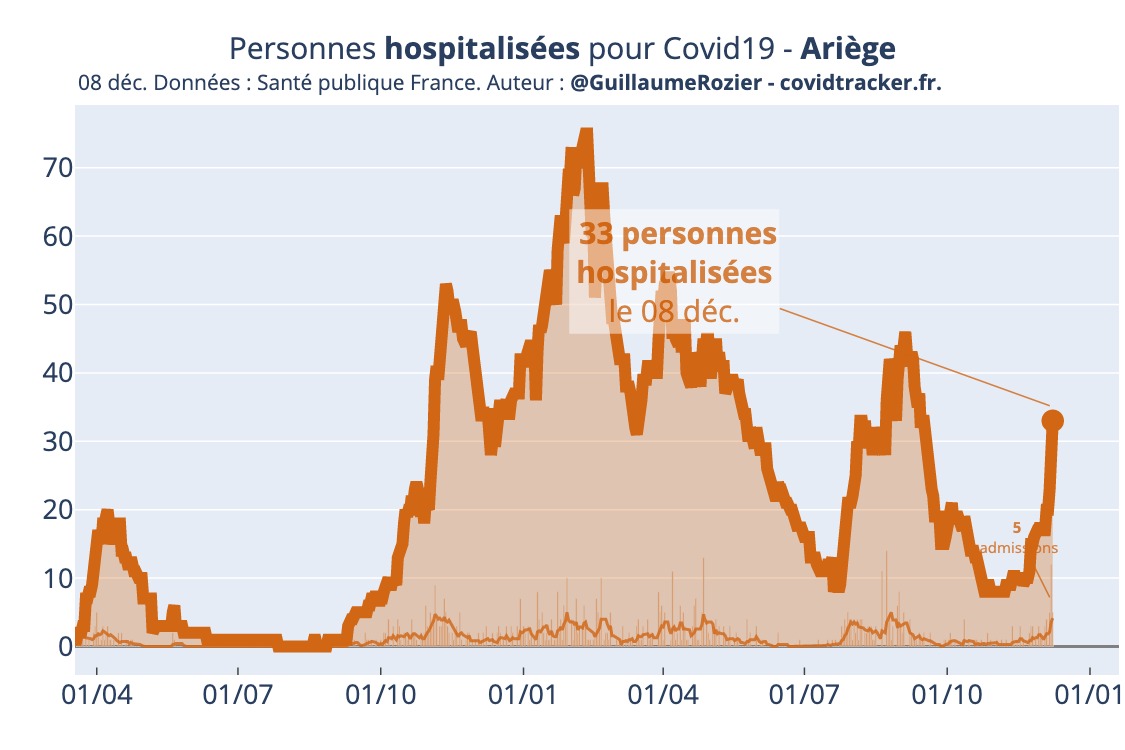 Personnes hospitalisées pour Covid19 - Ariège
08 déc. Données : Santé publique France. Auteur : @GuillaumeRozier - covidtracker.fr.
70
60
50
40
30
20
10
0
33 personnes
hospitalisées
le 08 déc.
5
admissions
01/04
01/07
01/10
01/01
01/04
01/07
01/10
01/01